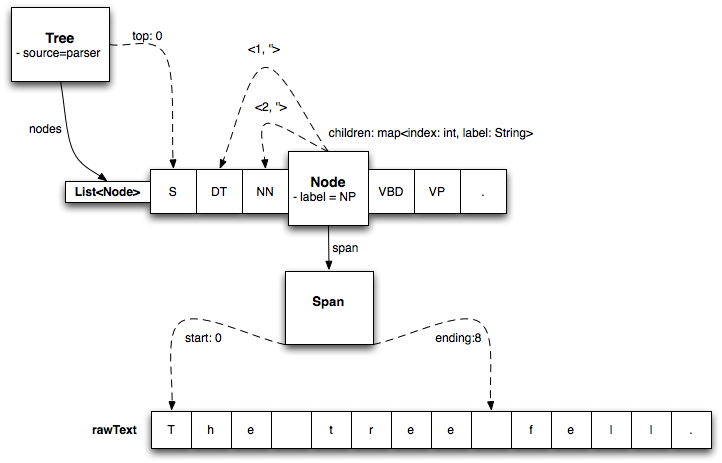 Tree
- source=parser
top: 0
<1, ''>
<2, ''>
children: map<index: int, label: String>
nodes
List<Node> S DT NN Node VBD VP .
- label = NP
span
Span
start: 0
ending:8
rawText T h e t r e e f e l l .